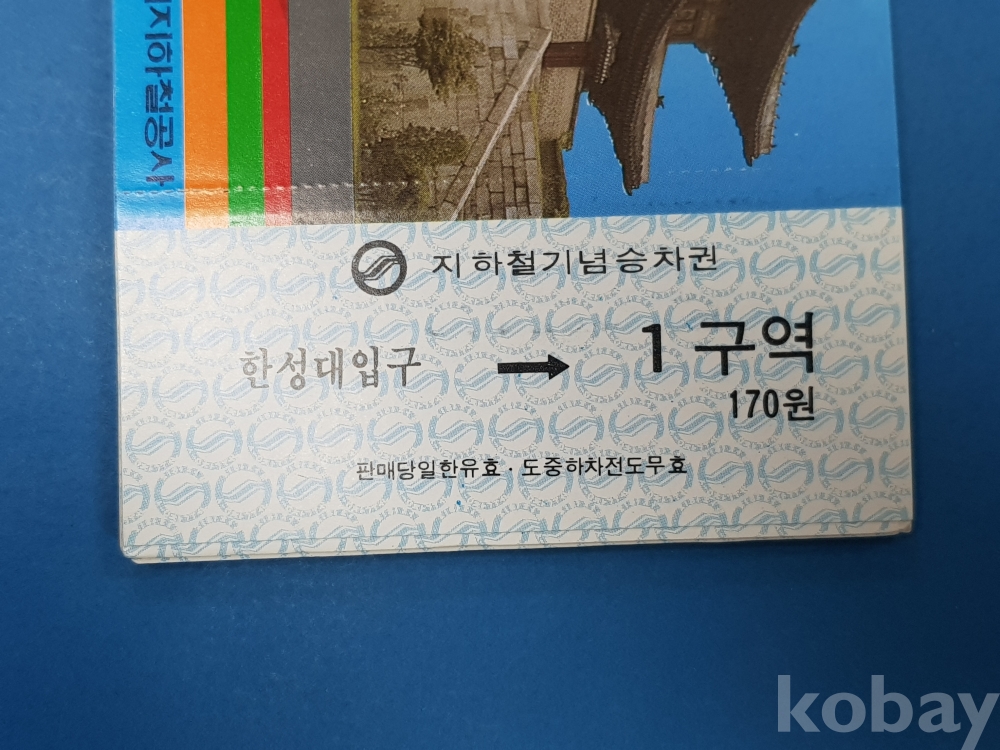 지하철공사
지하철기념승차권
한성대입구 → 1 구역
170원
판매당일한유효 · 도중하차전도무효
kobay